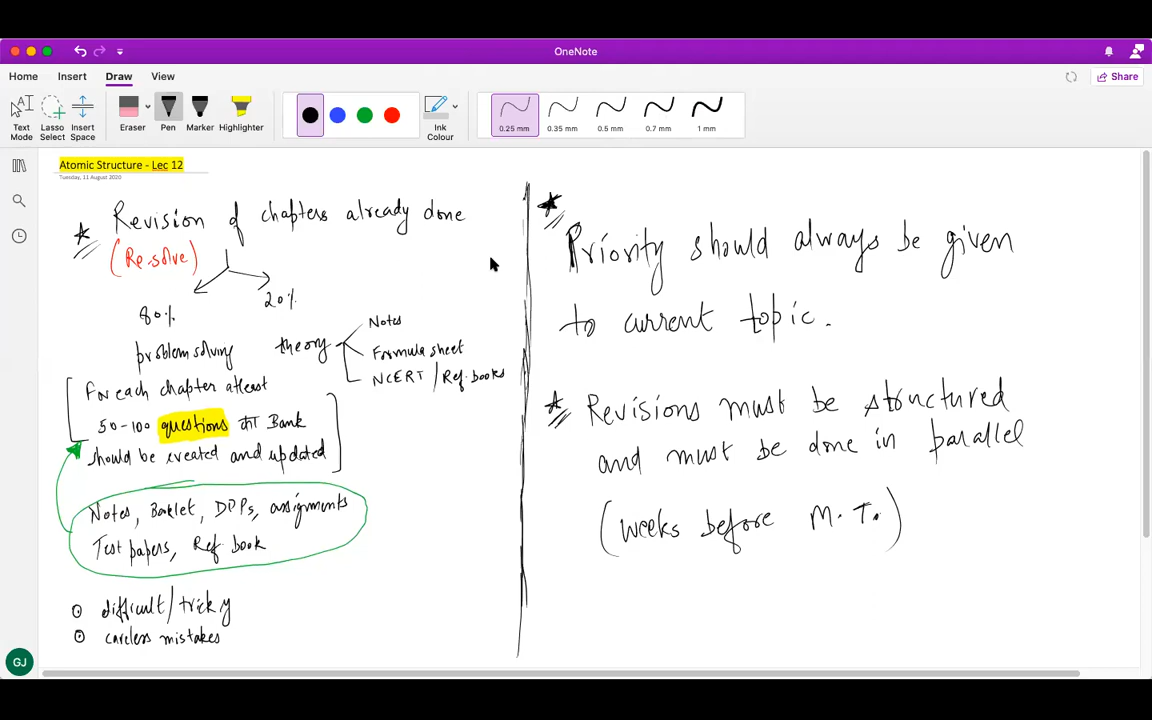 OneNote
Home Insert Draw View
Share
Text Mode
Lasso Select
Insert Space
Eraser
Pen
Marker
Highlighter
Ink Colour
0.25 mm
0.35 mm
0.5 mm
0.7 mm
1 mm
Atomic Structure - Lec 12
Tuesday, 11 August 2020
Revision of chapters already done
(Re-solve)
80%
20%
problem solving
theory
Notes
Formula sheet
NCERT / Ref. books
For each chapter atleast
50-100 questions Bank
should be created and updated
Notes, Booklet, DPPs, assignments
Test papers, Ref book
difficult/tricky
careless mistakes
Priority should always be given
to current topic.
Revisions must be structured
and must be done in parallel
(weeks before M.T.)
GJ